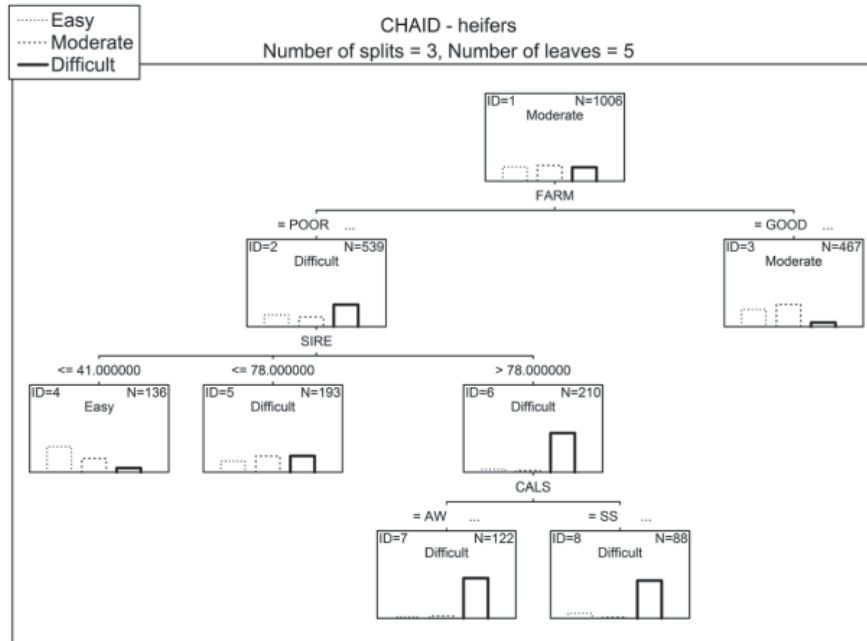 Easy
Moderate
Difficult
CHAID - heifers
Number of splits = 3, Number of leaves = 5
ID=1 N=1006
Moderate
FARM
= POOR ... = GOOD ...
ID=2 N=539 ID=3 N=467
Difficult Moderate
SIRE
<= 41.000000 <= 78.000000 > 78.000000
ID=4 N=136 ID=5 N=193 ID=6 N=210
Easy Difficult Difficult
CALS
= AW ... = SS ...
ID=7 N=122 ID=8 N=88
Difficult Difficult